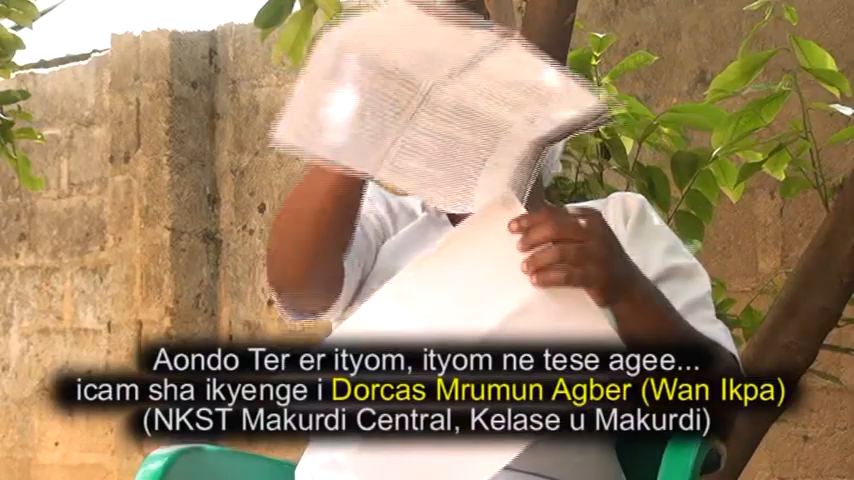 Aondo Ter er ityom, ityom ne tese agee...
icam sha ikyenge i Dorcas Mrumun Agber (Wan Ikpa)
(NKST Makurdi Central, Kelase u Makurdi)